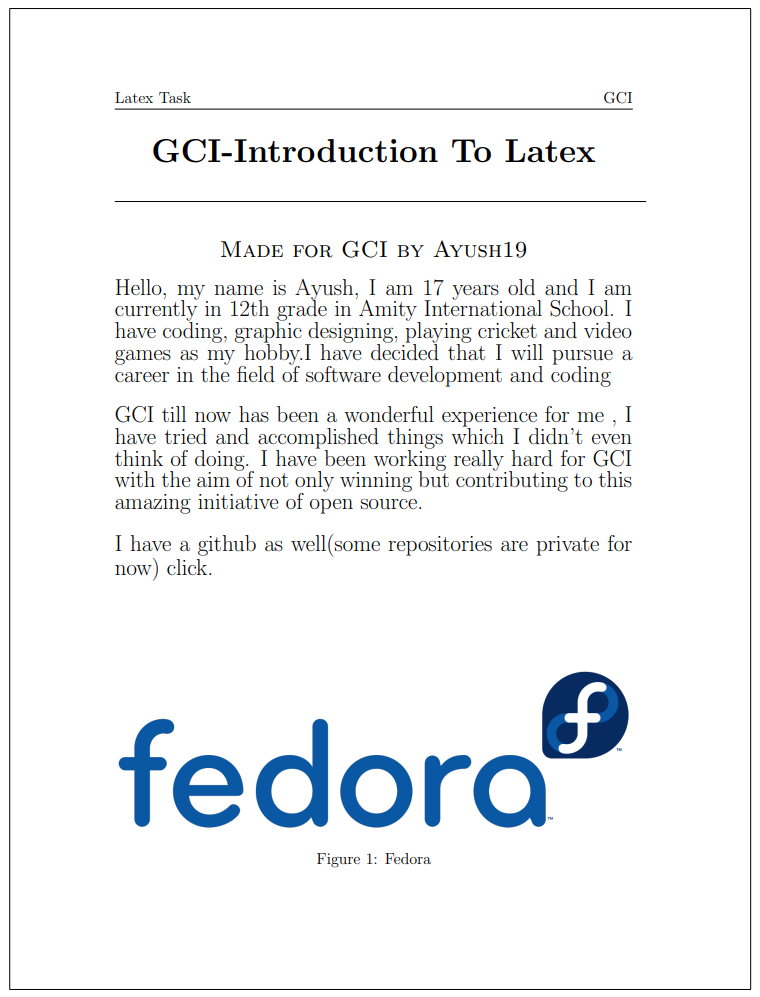 Latex Task GCI
GCI-Introduction To Latex
Made for GCI by Ayush19
Hello, my name is Ayush, I am 17 years old and I am
currently in 12th grade in Amity International School. I
have coding, graphic designing, playing cricket and video
games as my hobby.I have decided that I will pursue a
career in the field of software development and coding
GCI till now has been a wonderful experience for me , I
have tried and accomplished things which I didn't even
think of doing. I have been working really hard for GCI
with the aim of not only winning but contributing to this
amazing initiative of open source.
I have a github as well(some repositories are private for
now) click.
f
™
fedora
™
Figure 1: Fedora